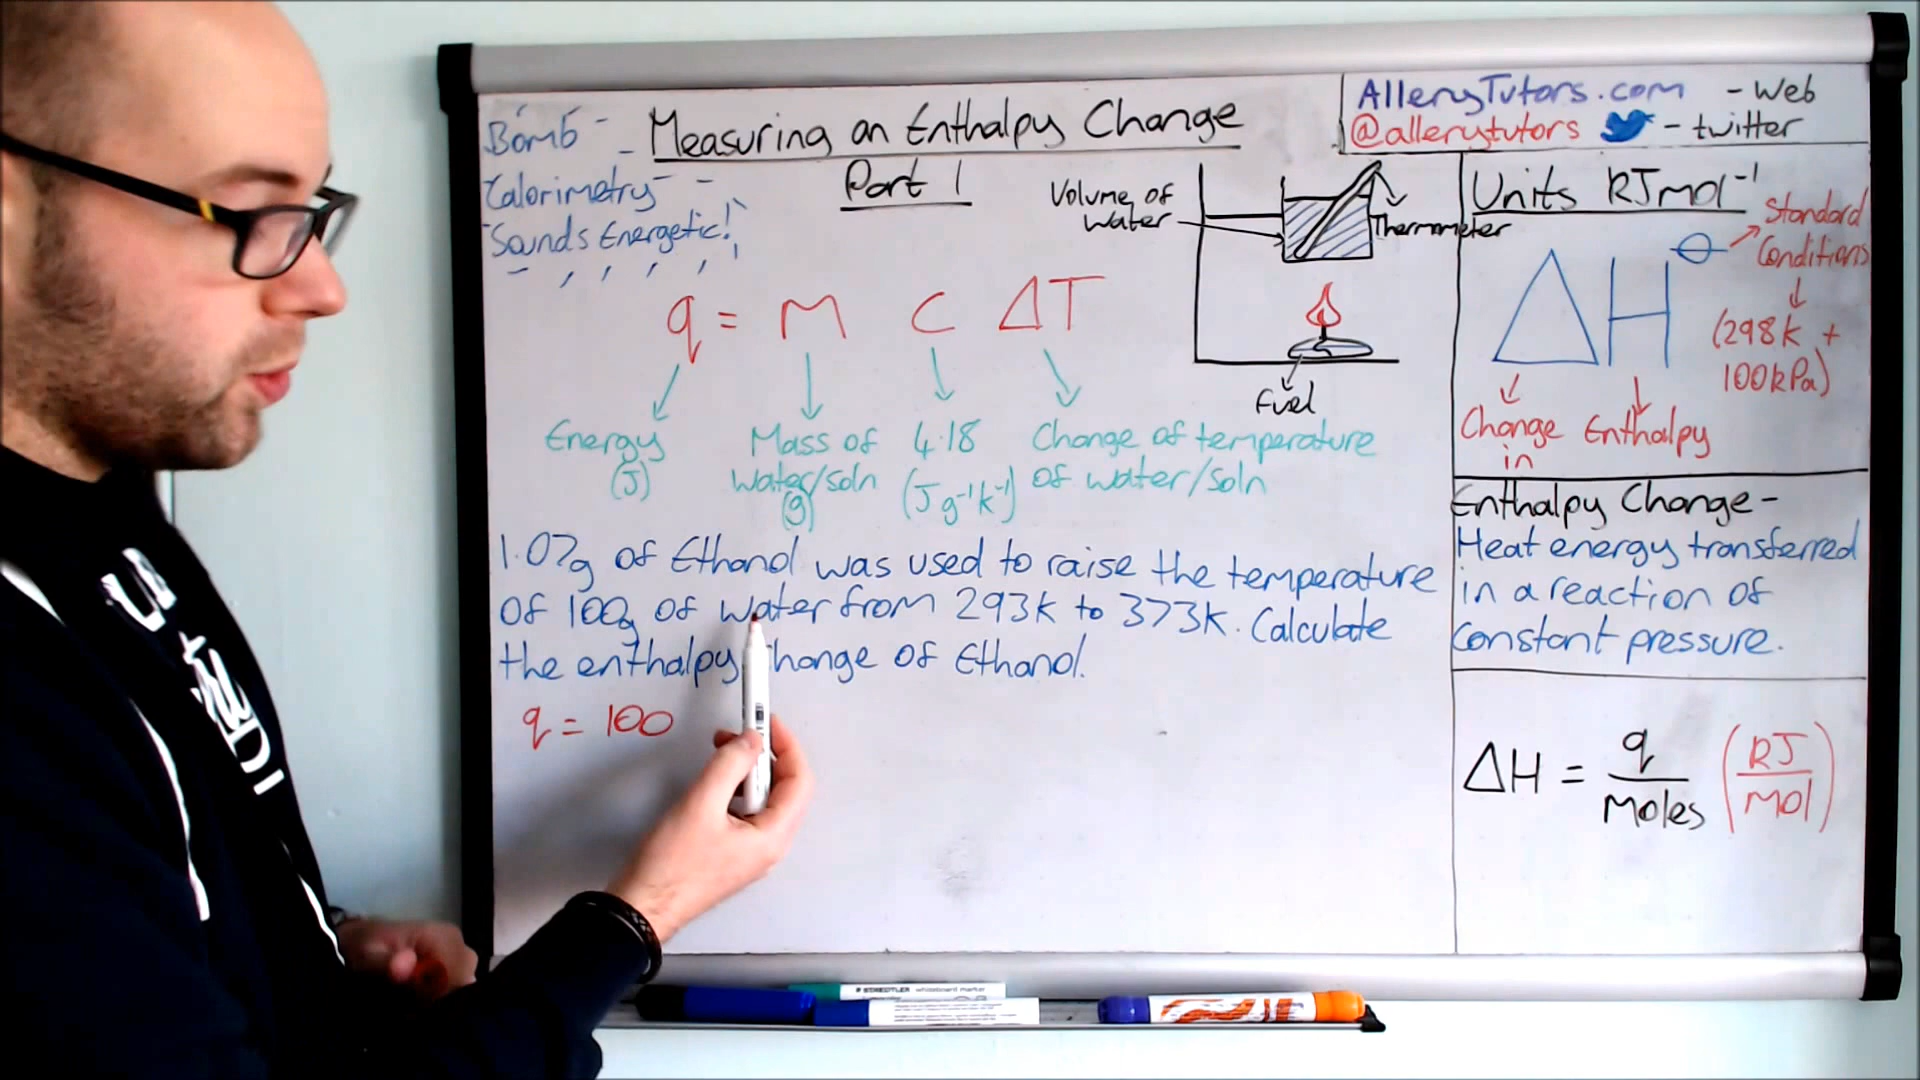 Bomb
Calorimetry
Sounds Energetic!
Measuring an Enthalpy Change
Part 1
AlleryTutors.com - Web
@allerytutors - twitter
Volume of
Water
Thermometer
Fuel
q = M C ΔT
Energy
(J)
Mass of
water/soln
(g)
4.18
(J g⁻¹ K⁻¹)
Change of temperature
of water/soln
1.07g of Ethanol was used to raise the temperature
of 100g of water from 293K to 373K. Calculate
the enthalpy change of Ethanol.
q = 100
Units KJmol⁻¹
Standard
Conditions
(298K +
100kPa)
ΔH⊖
Change
in
Enthalpy
Enthalpy Change -
Heat energy transferred
in a reaction of
constant pressure.
ΔH = q / moles (KJ / mol)
STAEDTLER whiteboard marker